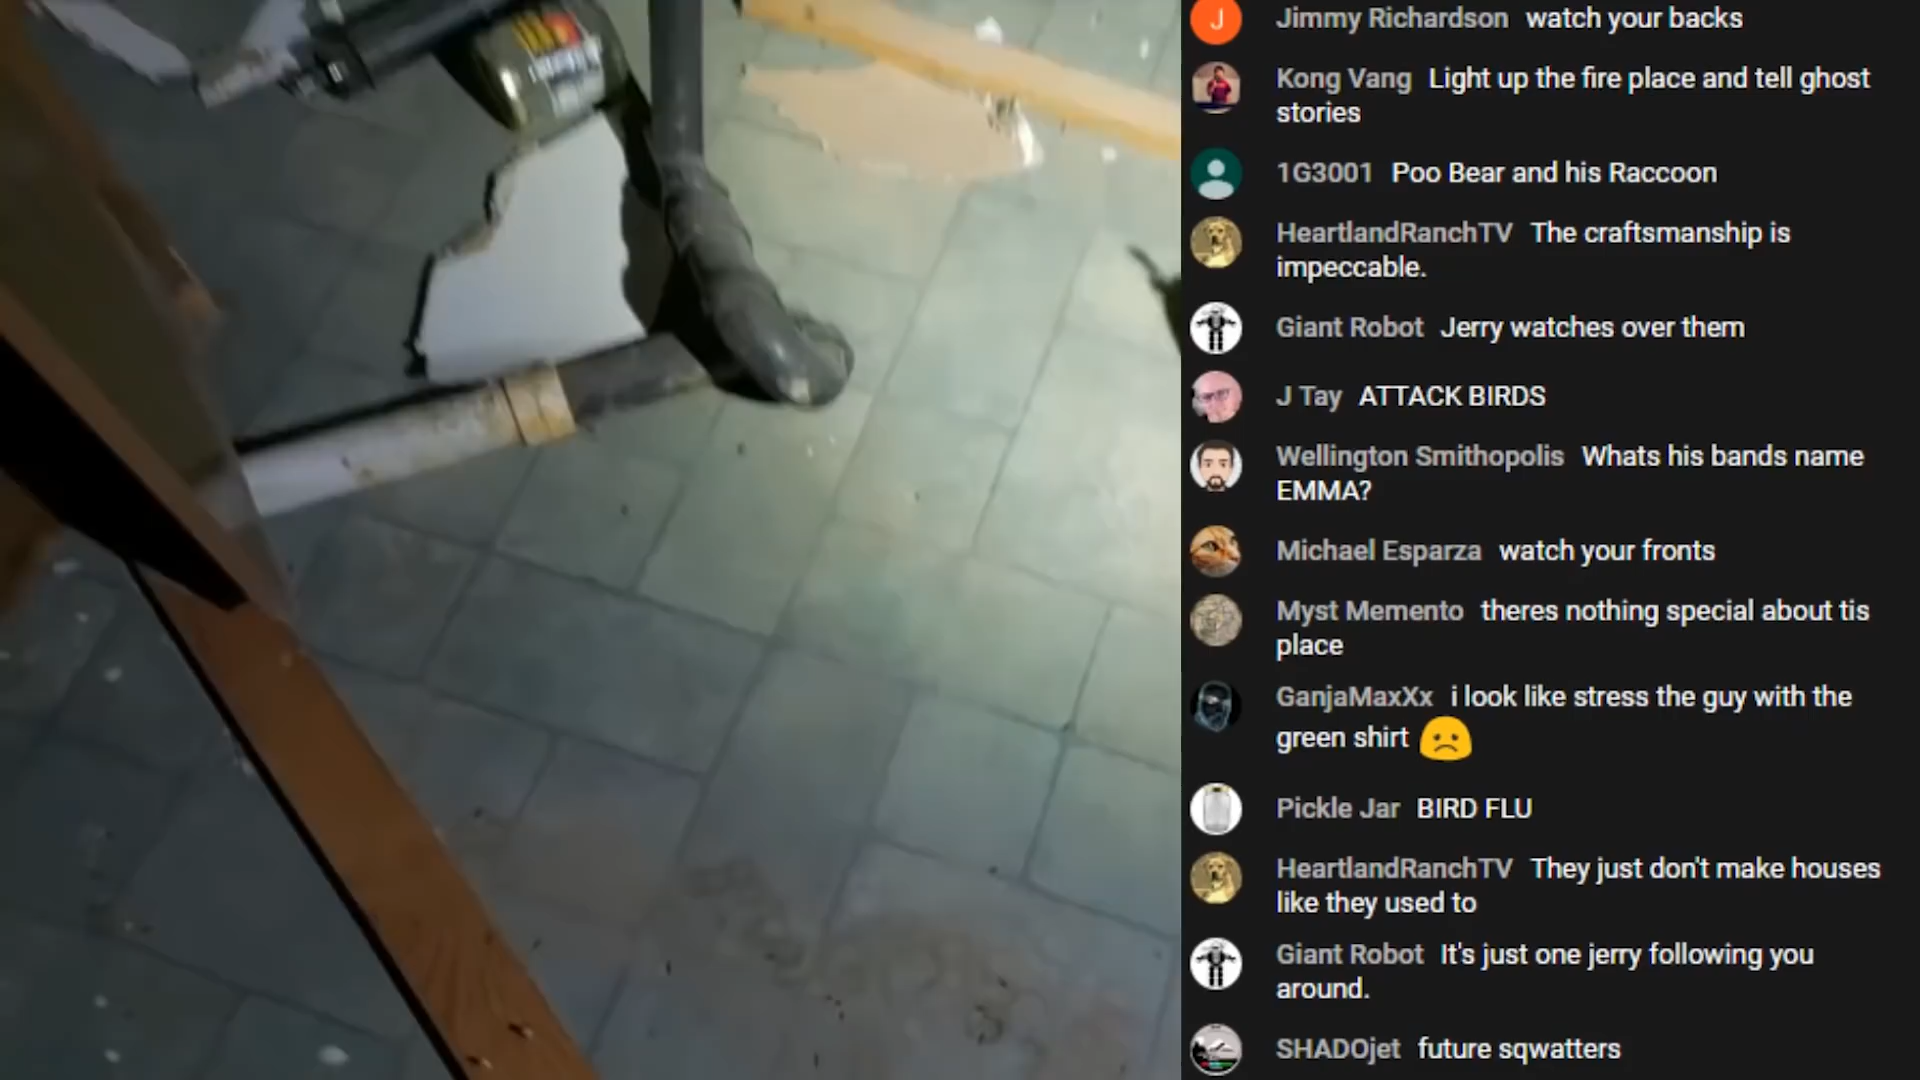 J Jimmy Richardson watch your backs
Kong Vang Light up the fire place and tell ghost
stories
1G3001 Poo Bear and his Raccoon
HeartlandRanchTV The craftsmanship is
impeccable.
Giant Robot Jerry watches over them
J Tay ATTACK BIRDS
Wellington Smithopolis Whats his bands name
EMMA?
Michael Esparza watch your fronts
Myst Memento theres nothing special about tis
place
GanjaMaxXx i look like stress the guy with the
green shirt
Pickle Jar BIRD FLU
HeartlandRanchTV They just don't make houses
like they used to
Giant Robot It's just one jerry following you
around.
SHADOjet future sqwatters